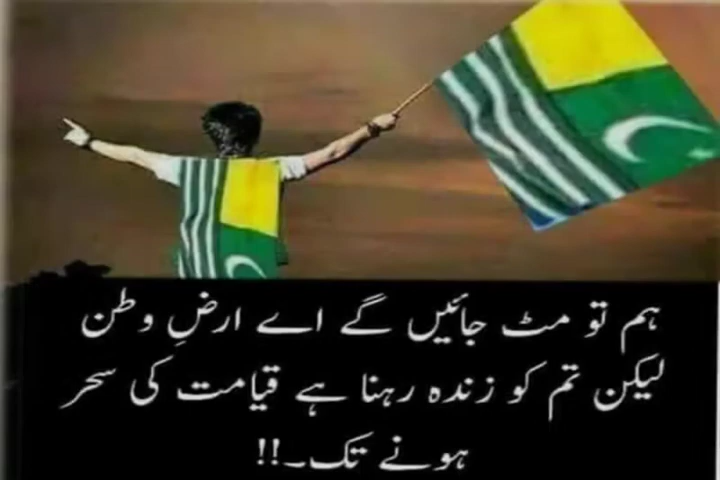 ہم تو مٹ جائیں گے اے ارضِ وطن
لیکن تم کو زندہ رہنا ہے قیامت کی سحر
ہونے تک۔۔!!